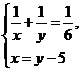 { 1/x + 1/y = 1/6,
x = y − 5